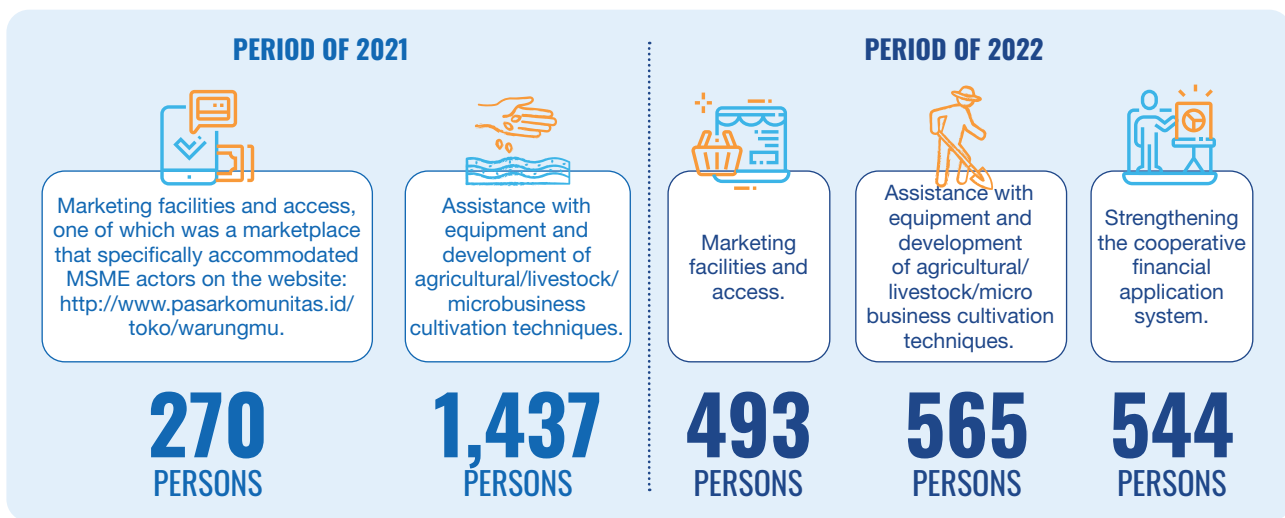 PERIOD OF 2021
Marketing facilities and access,
one of which was a marketplace
that specifically accommodated
MSME actors on the website:
http://www.pasarkomunitas.id/
toko/warungmu.
270
PERSONS
Assistance with
equipment and
development of
agricultural/livestock/
microbusiness
cultivation techniques.
1,437
PERSONS
PERIOD OF 2022
Marketing
facilities and
access.
493
PERSONS
Assistance with
equipment and
development
of agricultural/
livestock/micro
business cultivation
techniques.
565
PERSONS
Strengthening
the cooperative
financial
application
system.
544
PERSONS